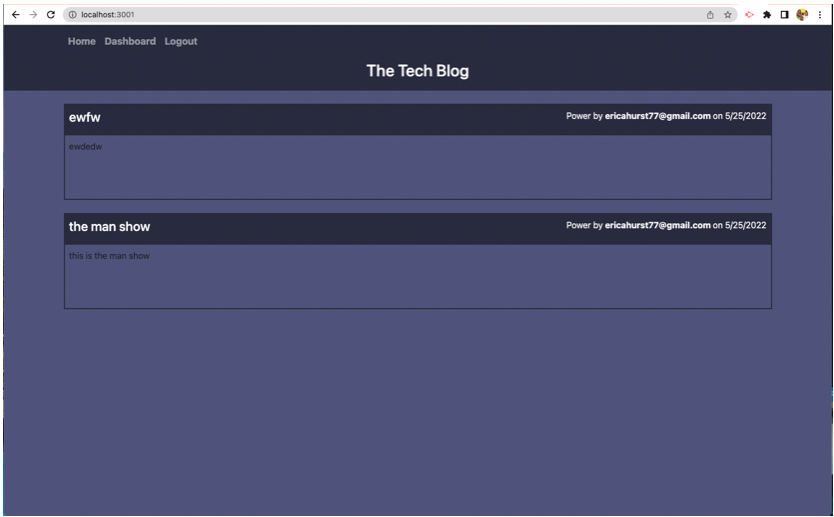 localhost:3001
Home Dashboard Logout
The Tech Blog
ewfw Power by ericahurst77@gmail.com on 5/25/2022
ewdedw
the man show Power by ericahurst77@gmail.com on 5/25/2022
this is the man show